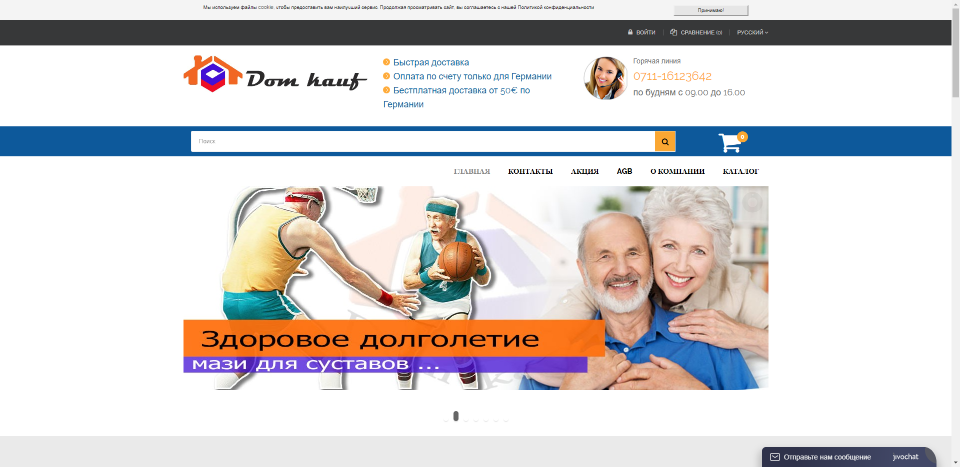 Мы используем файлы cookie, чтобы предоставить вам наилучший сервис. Продолжая просматривать сайт, вы соглашаетесь с нашей Политикой конфиденциальности
Принимаю!
ВОЙТИ
СРАВНЕНИЕ (0)
РУССКИЙ
Dom kauf
Быстрая доставка
Оплата по счету только для Германии
Бестплатная доставка от 50€ по
Германии
Горячая линия
0711-16123642
по будням с 09.00 до 16.00
Поиск
0
ГЛАВНАЯ КОНТАКТЫ АКЦИЯ AGB О КОМПАНИИ КАТАЛОГ
Здоровое долголетие
мази для суставов ...
Отправьте нам сообщение jivochat